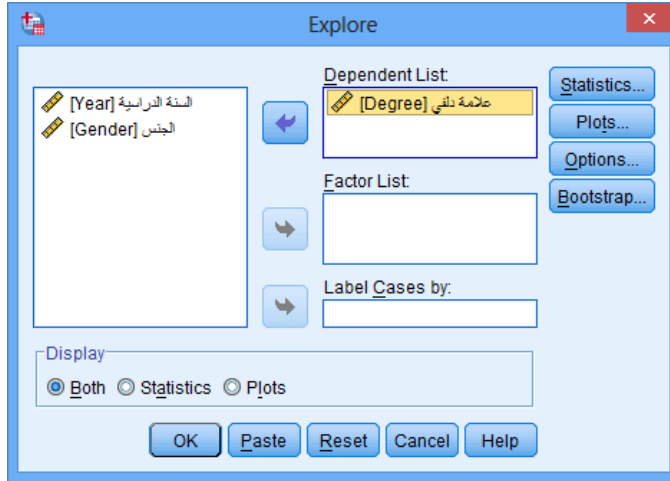 Explore
Dependent List:
السنة الدراسية [Year]
الجنس [Gender]
علامة دلفي [Degree]
Factor List:
Label Cases by:
Statistics...
Plots...
Options...
Bootstrap...
Display
Both Statistics Plots
OK Paste Reset Cancel Help